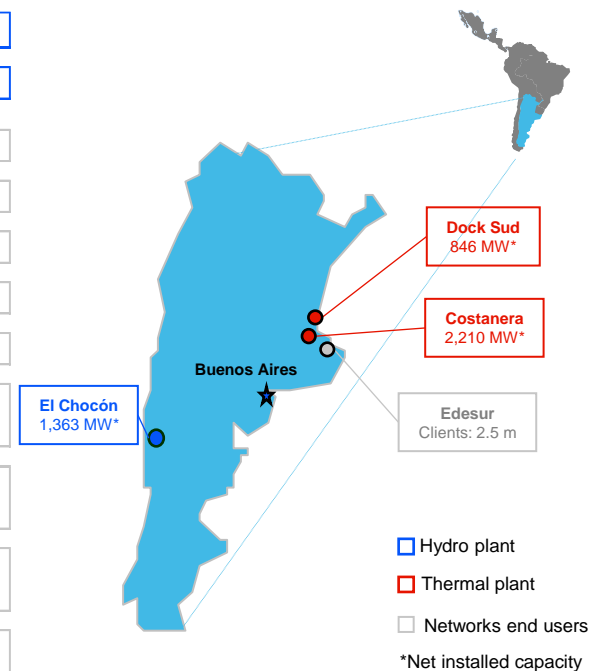 Dock Sud
846 MW*
Costanera
2,210 MW*
Buenos Aires
El Chocón
1,363 MW*
Edesur
Clients: 2.5 m
Hydro plant
Thermal plant
Networks end users
*Net installed capacity